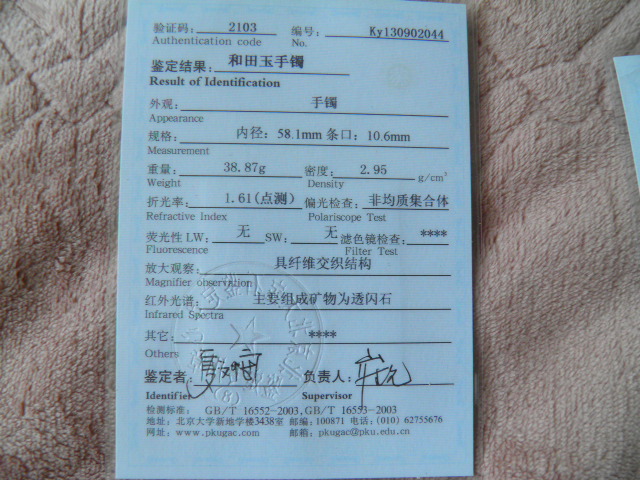 验证码: 2103 编号: Ky130902044
Authentication code No.
鉴定结果: 和田玉手镯
Result of Identification
外观: 手镯
Appearance
规格: 内径: 58.1mm 条口: 10.6mm
Measurement
重量: 38.87g 密度: 2.95 g/cm³
Weight Density
折光率: 1.61(点测) 偏光检查: 非均质集合体
Refractive Index Polariscope Test
荧光性 LW: 无 SW: 无 滤色镜检查: ****
Fluorescence Filter Test
放大观察: 具纤维交织结构
Magnifier observation
红外光谱: 主要组成矿物为透闪石
Infrared Spectra
其它: ****
Others
鉴定者: 负责人:
Identifier Supervisor
检测标准: GB/T 16552-2003, GB/T 16553-2003
地址: 北京大学新地学楼3438室 邮编: 100871 电话: (010) 62755676
网址: www.pkugac.com 邮箱: pkugac@pku.edu.cn